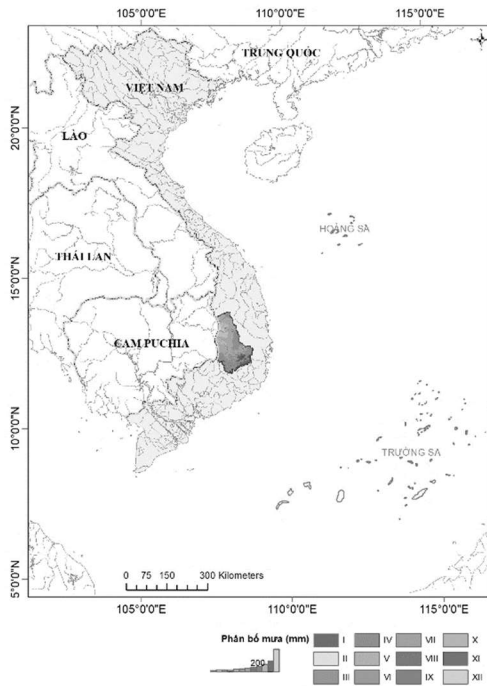 105°0'0"E 110°0'0"E 115°0'0"E
TRUNG QUỐC
VIỆT NAM
20°0'0"N
LÀO
HOÀNG SA
THÁI LAN
15°0'0"N
CAM PUCHIA
10°0'0"N
TRƯỜNG SA
0 75 150 300 Kilometers
5°0'0"N
105°0'0"E 110°0'0"E 115°0'0"E
Phân bố mưa (mm)
200
I IV VII X
II V VIII XI
III VI IX XII